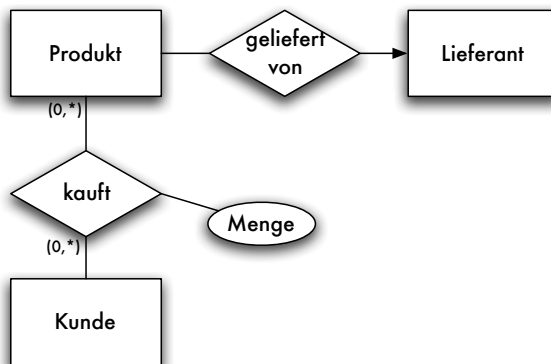 Produkt
geliefert
von
Lieferant
(0,*)
kauft
Menge
(0,*)
Kunde